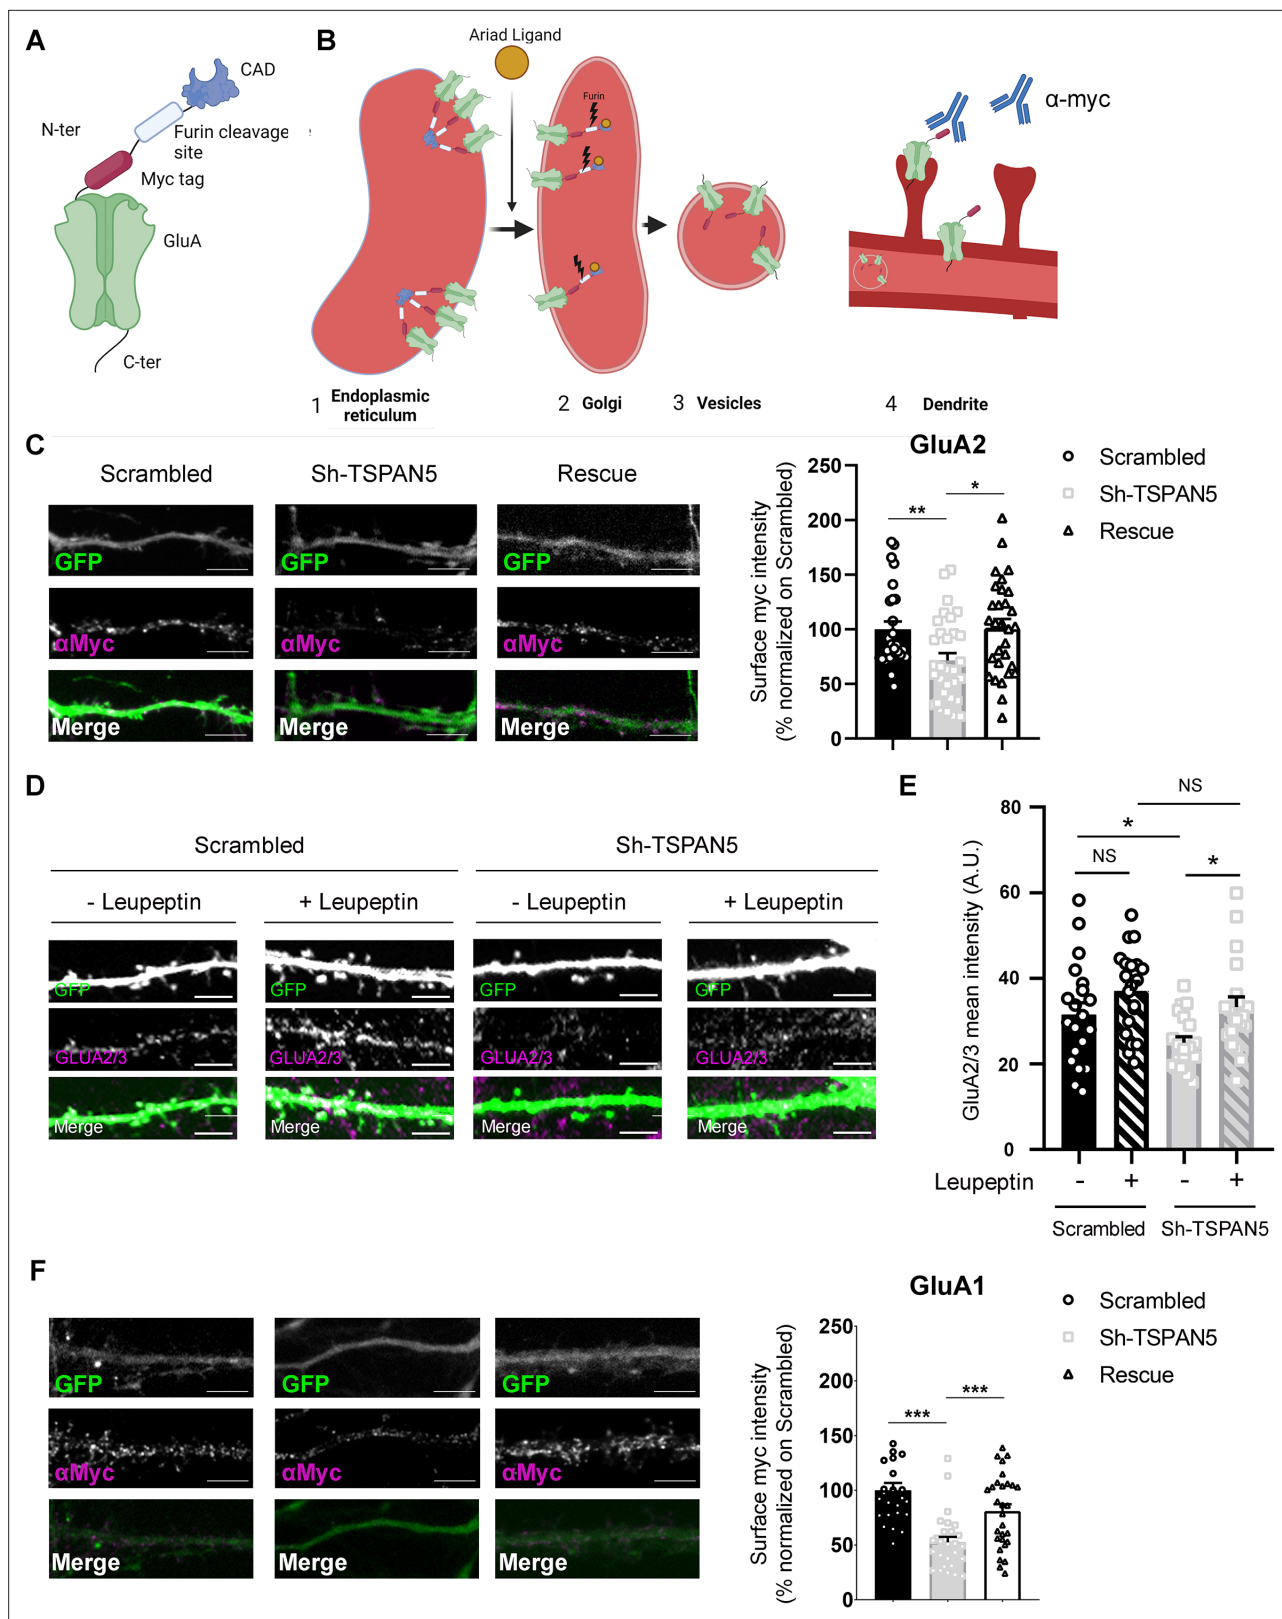 A
CAD
N-ter
Furin cleavage
site
Myc tag
GluA
C-ter
B
Ariad Ligand
Furin
α-myc
1 Endoplasmic
reticulum
2 Golgi
3 Vesicles
4 Dendrite
C
Scrambled
Sh-TSPAN5
Rescue
GFP
GFP
GFP
αMyc
αMyc
αMyc
Merge
Merge
Merge
GluA2
Surface myc intensity
(% normalized on Scrambled)
250
200
150
100
50
0
**
*
Scrambled
Sh-TSPAN5
Rescue
D
Scrambled
Sh-TSPAN5
- Leupeptin
+ Leupeptin
- Leupeptin
+ Leupeptin
GFP
GFP
GFP
GFP
GLUA2/3
GLUA2/3
GLUA2/3
GLUA2/3
Merge
Merge
Merge
Merge
E
GluA2/3 mean intensity (A.U.)
80
60
40
20
0
NS
*
NS
*
Leupeptin - + - +
Scrambled Sh-TSPAN5
F
GFP
GFP
GFP
αMyc
αMyc
αMyc
Merge
Merge
Merge
GluA1
Surface myc intensity
(% normalized on Scrambled)
250
200
150
100
50
0
***
***
Scrambled
Sh-TSPAN5
Rescue